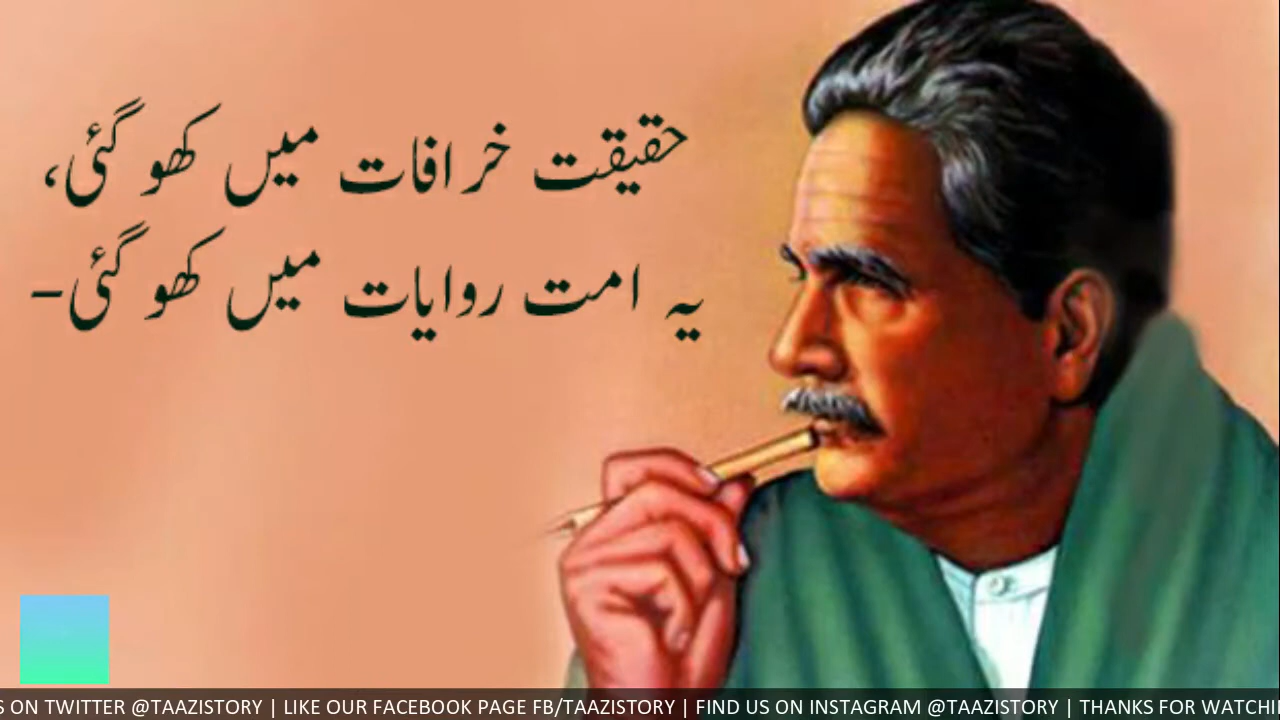 حقیقت خرافات میں کھو گئی،
یہ امت روایات میں کھو گئی۔
S ON TWITTER @TAAZISTORY | LIKE OUR FACEBOOK PAGE FB/TAAZISTORY | FIND US ON INSTAGRAM @TAAZISTORY | THANKS FOR WATCHI